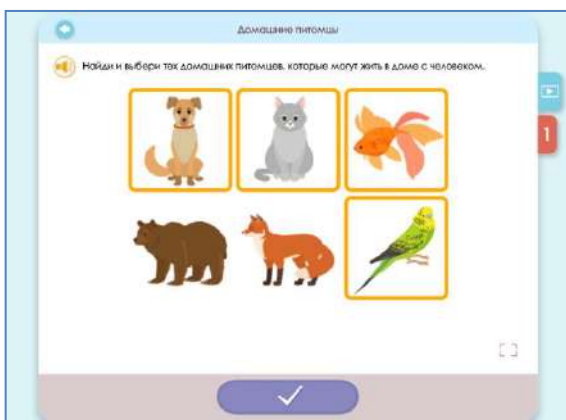 Домашние питомцы
Найди и выбери тех домашних питомцев, которые могут жить в доме с человеком.
1